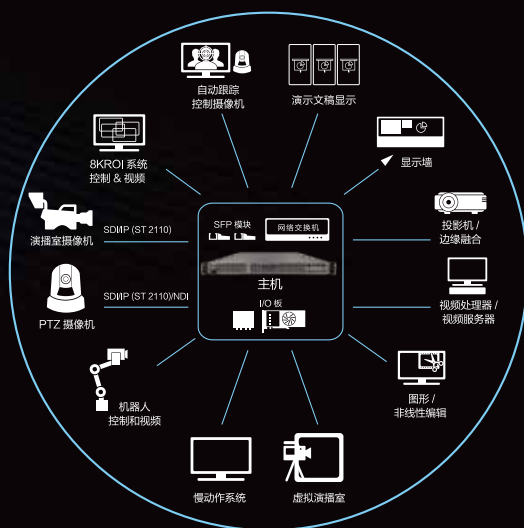 自动跟踪
控制摄像机
演示文稿显示
8KROI 系统
控制 & 视频
显示墙
SFP 模块
网络交换机
演播室摄像机
SDI/IP (ST 2110)
投影机 /
边缘融合
主机
I/O 板
PTZ 摄像机
SDI/IP (ST 2110)/NDI
视频处理器 /
视频服务器
机器人
控制和视频
图形 /
非线性编辑
慢动作系统
虚拟演播室